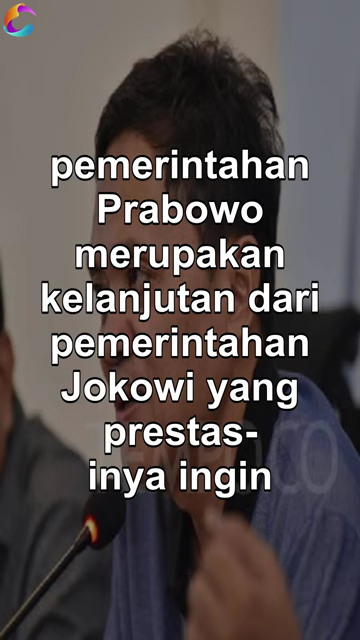 pemerintahan
Prabowo
merupakan
kelanjutan dari
pemerintahan
Jokowi yang
prestas-
inya ingin